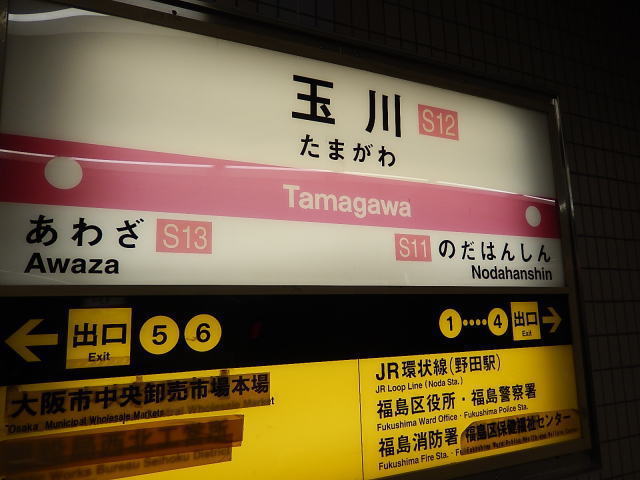 玉川 S12
たまがわ
Tamagawa
あわざ S13
Awaza
S11 のだはんしん
Nodahanshin
← 出口 Exit 5 6
1 ‥‥ 4 出口 Exit →
大阪市中央卸売市場本場
Osaka Municipal Wholesale Markets
JR環状線(野田駅)
JR Loop Line (Noda Sta.)
福島区役所・福島警察署
Fukushima Ward Office・Fukushima Police Sta.
福島消防署 福島区保健福祉センター
Fukushima Fire Sta.